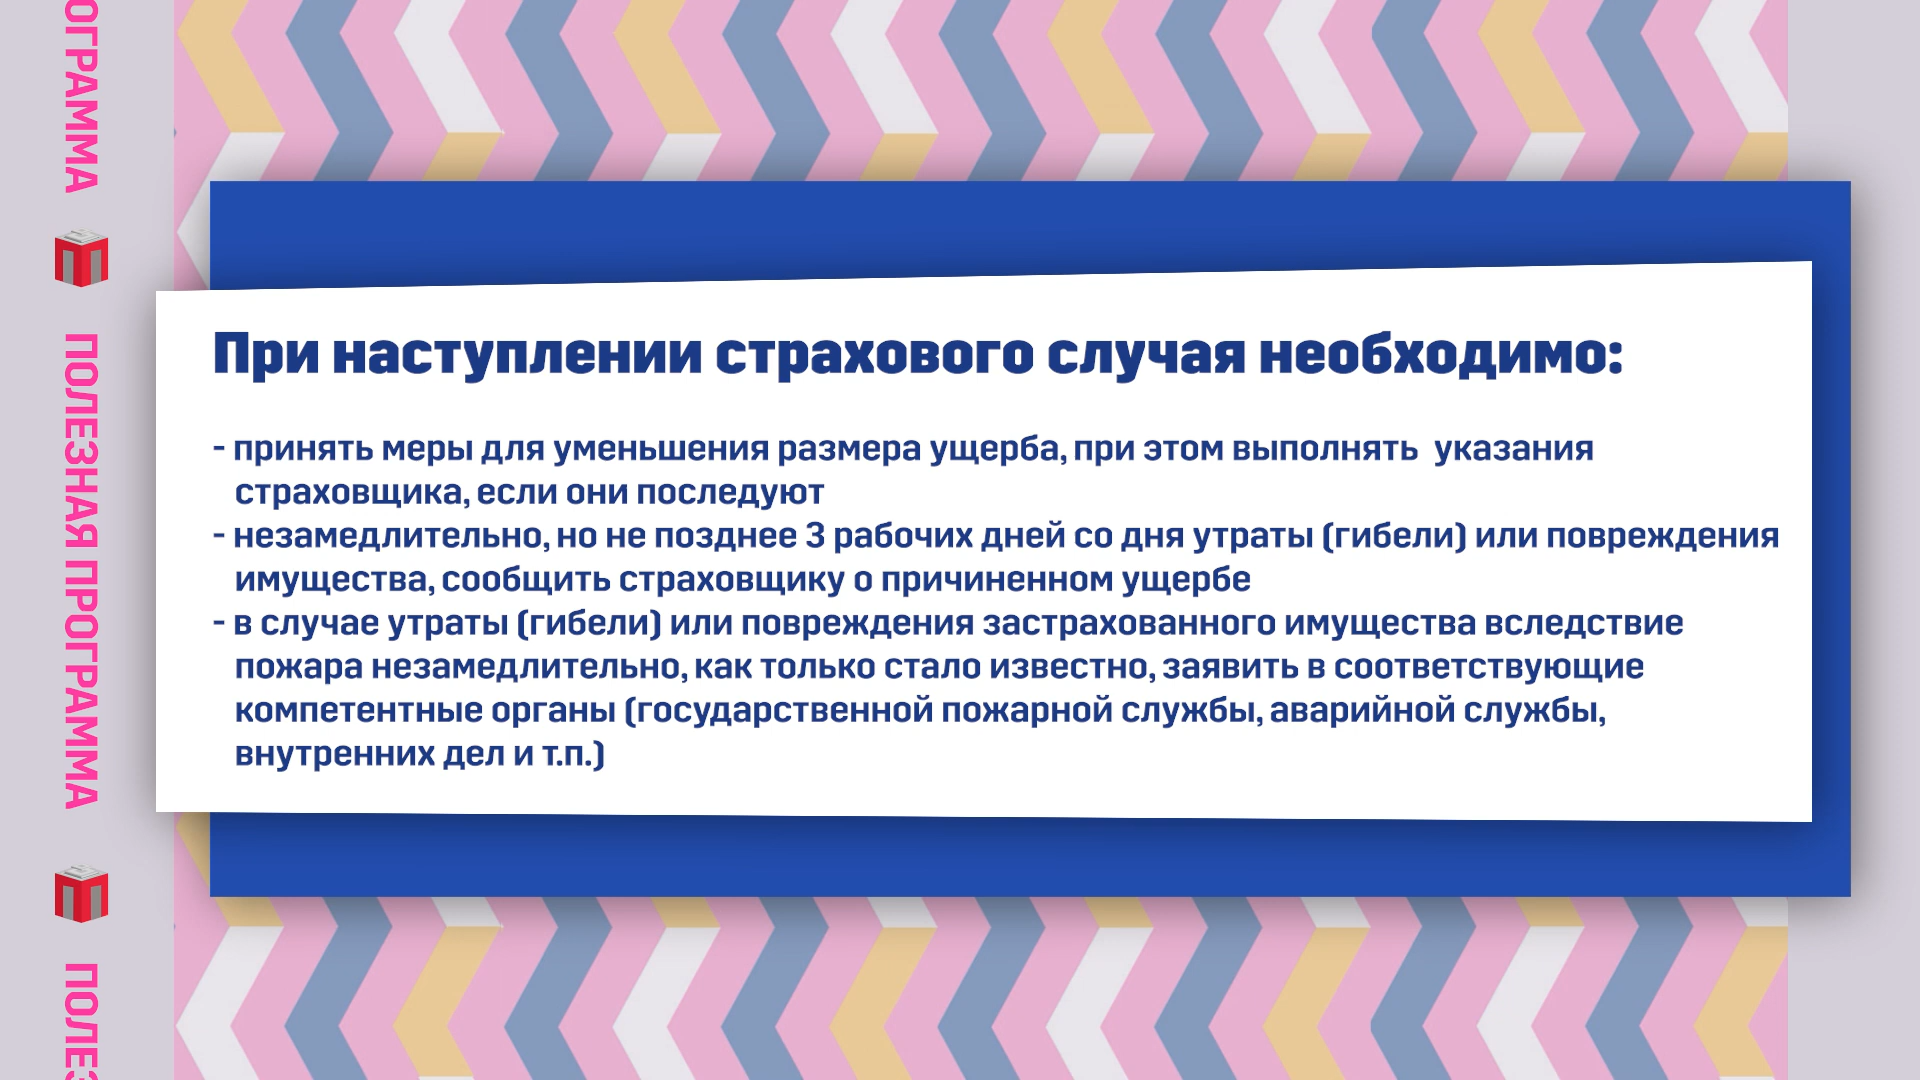 ОГРАММА
ПОЛЕЗНАЯ ПРОГРАММА
ПОЛЕЗ
При наступлении страхового случая необходимо:
- принять меры для уменьшения размера ущерба, при этом выполнять  указания
страховщика, если они последуют
- незамедлительно, но не позднее 3 рабочих дней со дня утраты (гибели) или повреждения
имущества, сообщить страховщику о причиненном ущербе
- в случае утраты (гибели) или повреждения застрахованного имущества вследствие
пожара незамедлительно, как только стало известно, заявить в соответствующие
компетентные органы (государственной пожарной службы, аварийной службы,
внутренних дел и т.п.)